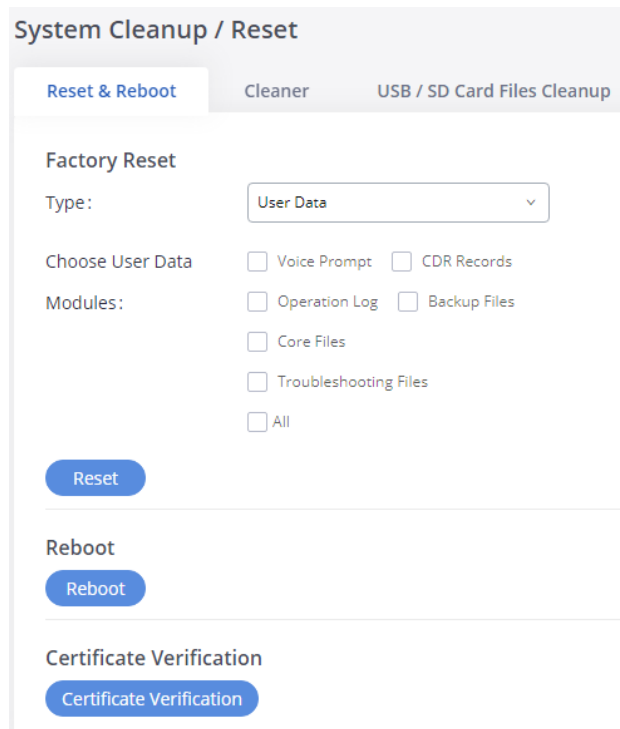 System Cleanup / Reset
Reset & Reboot Cleaner USB / SD Card Files Cleanup
Factory Reset
Type: User Data
Choose User Data Voice Prompt CDR Records
Modules: Operation Log Backup Files
Core Files
Troubleshooting Files
All
Reset
Reboot
Reboot
Certificate Verification
Certificate Verification